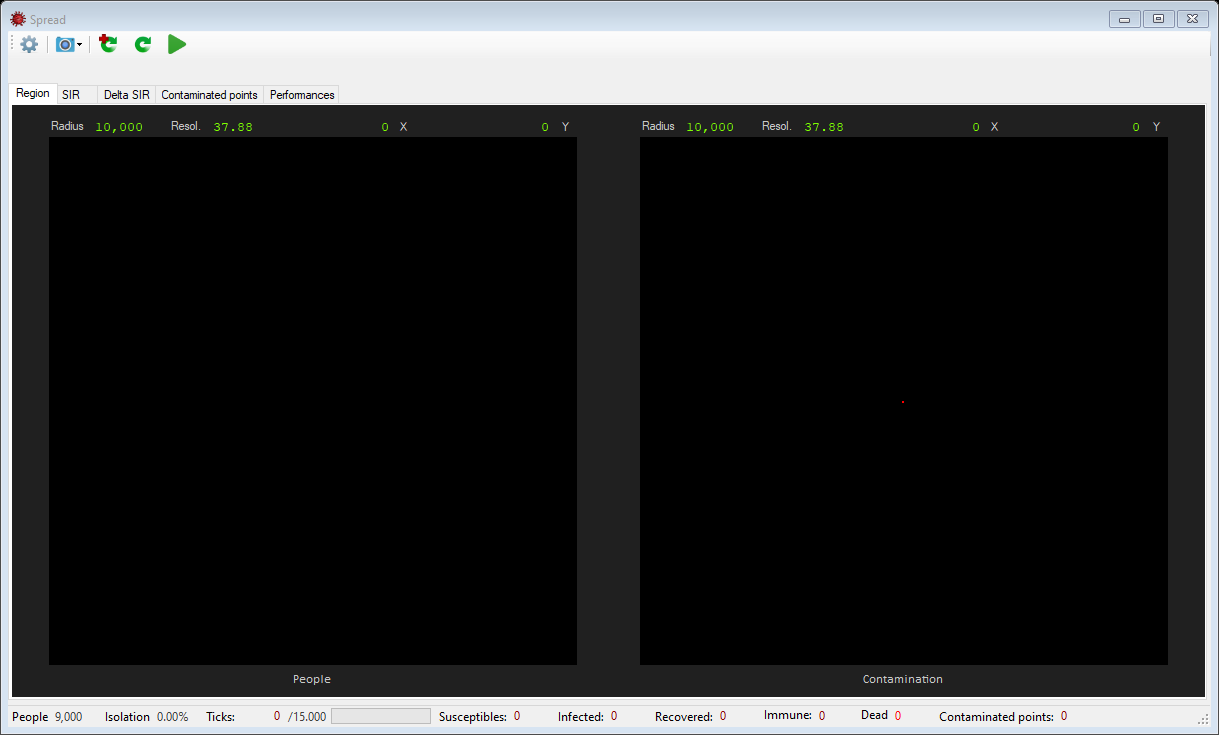 Spread
Region SIR Delta SIR Contaminated points Performances
Radius 10,000 Resol. 37.88 0 X 0 Y Radius 10,000 Resol. 37.88 0 X 0 Y
People Contamination
People 9,000 Isolation 0.00% Ticks: 0 /15.000 Susceptibles: 0 Infected: 0 Recovered: 0 Immune: 0 Dead 0 Contaminated points: 0